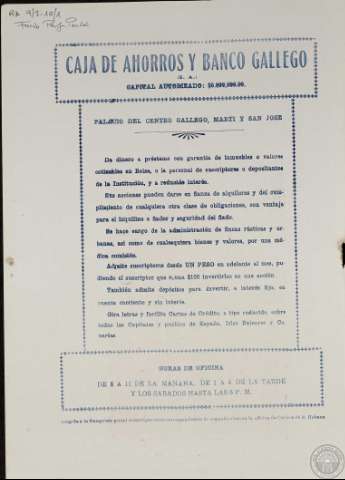 CAJA DE AHORROS Y BANCO GALLEGO
(S. A.)
CAPITAL AUTORIZADO: $
PALACIO DEL CENTRO GALLEGO, MARTI Y SAN JOSE
Da dinero a préstamo con garantía de inmuebles o valores
cotizables en Bolsa, o la personal de suscriptores o depositantes
de la Institución, y a reducido interés.
Sus acciones pueden darse en fianza de alquileres y del cum-
plimiento de cualquiera otra clase de obligaciones, con ventaja
para el inquilino o fiador y seguridad del fiado.
Se hace cargo de la administración de fincas rústicas y ur-
banas, así como de cualesquiera bienes y valores, por una mó-
dica comisión.
Admite suscriptores desde UN PESO en adelante al mes, pu-
diendo el suscriptor que reuna $100 invertirlos en una acción.
También admite depósitos para invertir, a interés fijo, en
cuenta corriente y sin interés.
Gira letras y facilita Cartas de Crédito, a tipo reducido, sobre
todas las Capitales y pueblos de España, Islas Baleares y Ca-
narias
HORAS DE OFICINA
DE 8 A 11 DE LA MAÑANA, DE 1 A 4 DE LA TARDE
Y LOS SABADOS HASTA LAS 8 P. M.